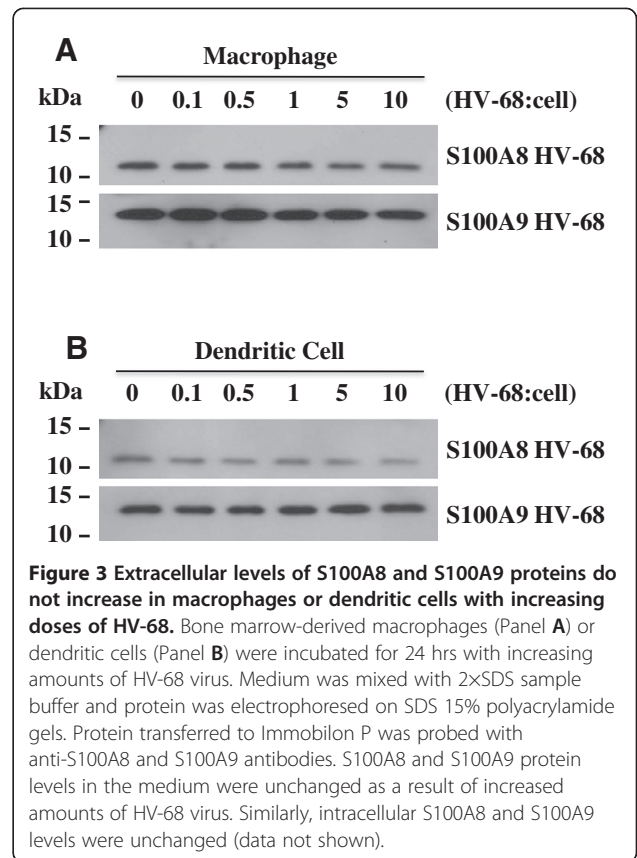 A
Macrophage
kDa 0 0.1 0.5 1 5 10 (HV-68:cell)
15 –
S100A8 HV-68
10 –
15 –
S100A9 HV-68
10 –
B
Dendritic Cell
kDa 0 0.1 0.5 1 5 10 (HV-68:cell)
15 –
S100A8 HV-68
10 –
15 –
S100A9 HV-68
10 –
Figure 3 Extracellular levels of S100A8 and S100A9 proteins do
not increase in macrophages or dendritic cells with increasing
doses of HV-68. Bone marrow-derived macrophages (Panel A) or
dendritic cells (Panel B) were incubated for 24 hrs with increasing
amounts of HV-68 virus. Medium was mixed with 2×SDS sample
buffer and protein was electrophoresed on SDS 15% polyacrylamide
gels. Protein transferred to Immobilon P was probed with
anti-S100A8 and S100A9 antibodies. S100A8 and S100A9 protein
levels in the medium were unchanged as a result of increased
amounts of HV-68 virus. Similarly, intracellular S100A8 and S100A9
levels were unchanged (data not shown).